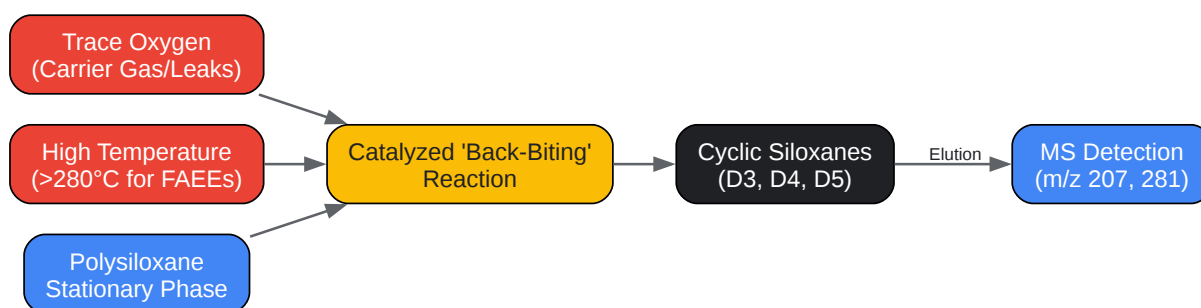 Trace Oxygen
(Carrier Gas/Leaks)
High Temperature
(>280°C for FAEEs)
Polysiloxane
Stationary Phase
Catalyzed 'Back-Biting'
Reaction
Cyclic Siloxanes
(D3, D4, D5)
Elution
MS Detection
(m/z 207, 281)